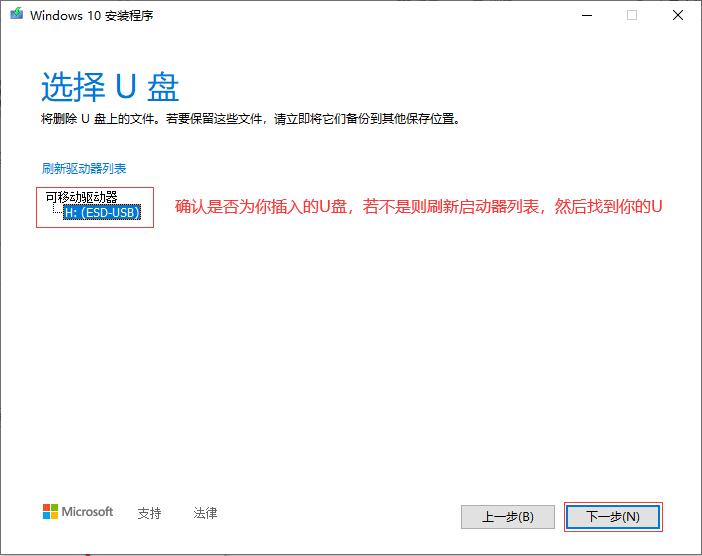 Windows 10 安装程序
选择 U 盘
将删除 U 盘上的文件。若要保留这些文件，请立即将它们备份到其他保存位置。
刷新驱动器列表
可移动驱动器
H: (ESD-USB)
确认是否为你插入的U盘，若不是则刷新启动器列表，然后找到你的U
Microsoft 支持 法律
上一步(B) 下一步(N)